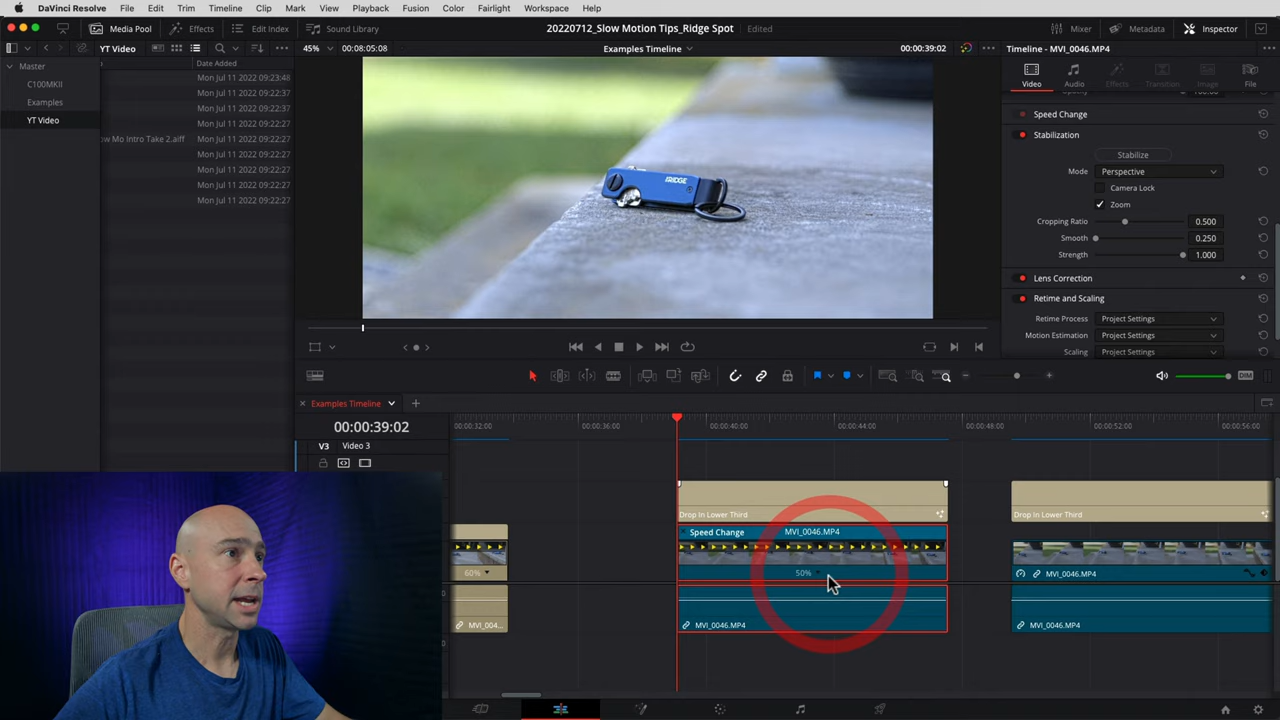 DaVinci Resolve File Edit Trim Timeline Clip Mark View Playback Fusion Color Fairlight Workspace Help
Media Pool Effects Edit Index Sound Library 20220712_Slow Motion Tips_Ridge Spot Edited Mixer Metadata Inspector
YT Video 45% 00:08:05:08 Examples Timeline 00:00:39:02 Timeline - MVI_0046.MP4
Master
C100MKII
Examples
YT Video
Date Added
Mon Jul 11 2022 09:23:48
Mon Jul 11 2022 09:22:37
Mon Jul 11 2022 09:22:37
Mon Jul 11 2022 09:22:37
ow Mo Intro Take 2.aiff Mon Jul 11 2022 09:22:27
Mon Jul 11 2022 09:22:27
Mon Jul 11 2022 09:22:27
Mon Jul 11 2022 09:22:27
RIDGE
Video Audio Effects Transition Image File
Speed Change
Stabilization
Stabilize
Mode Perspective
Camera Lock
Zoom
Cropping Ratio 0.500
Smooth 0.250
Strength 1.000
Lens Correction
Retime and Scaling
Retime Process Project Settings
Motion Estimation Project Settings
Scaling Project Settings
DIM
Examples Timeline
00:00:39:02 00:00:32:00 00:00:36:00 00:00:40:00 00:00:44:00 00:00:48:00 00:00:52:00 00:00:56:00
V3 Video 3
Drop In Lower Third Drop In Lower Third
Speed Change MVI_0046.MP4
60% 50% MVI_0046.MP4
MVI_004... MVI_0046.MP4 MVI_0046.MP4